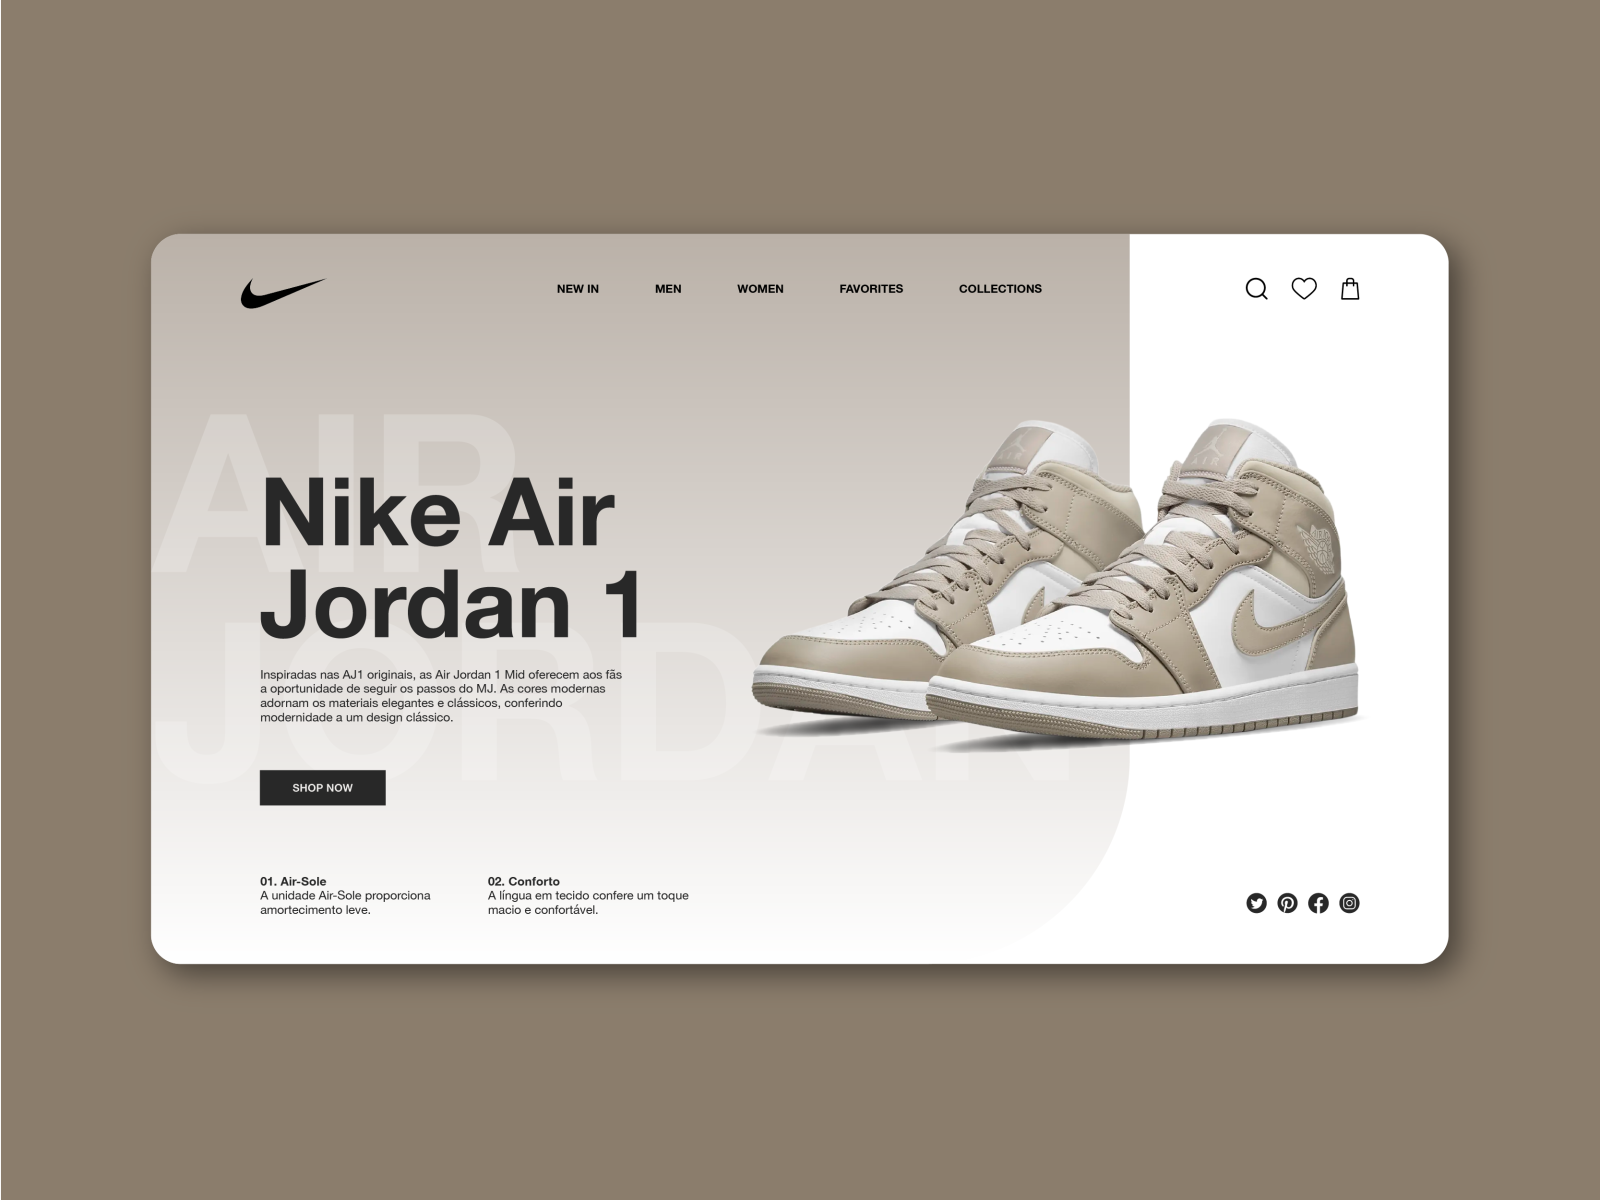 NEW IN MEN WOMEN FAVORITES COLLECTIONS
AIR
Nike Air
Jordan 1
JORDAN
Inspiradas nas AJ1 originais, as Air Jordan 1 Mid oferecem aos fãs
a oportunidade de seguir os passos do MJ. As cores modernas
adornam os materiais elegantes e clássicos, conferindo
modernidade a um design clássico.
SHOP NOW
01. Air-Sole
A unidade Air-Sole proporciona
amortecimento leve.
02. Conforto
A língua em tecido confere um toque
macio e confortável.
AIR
AIR